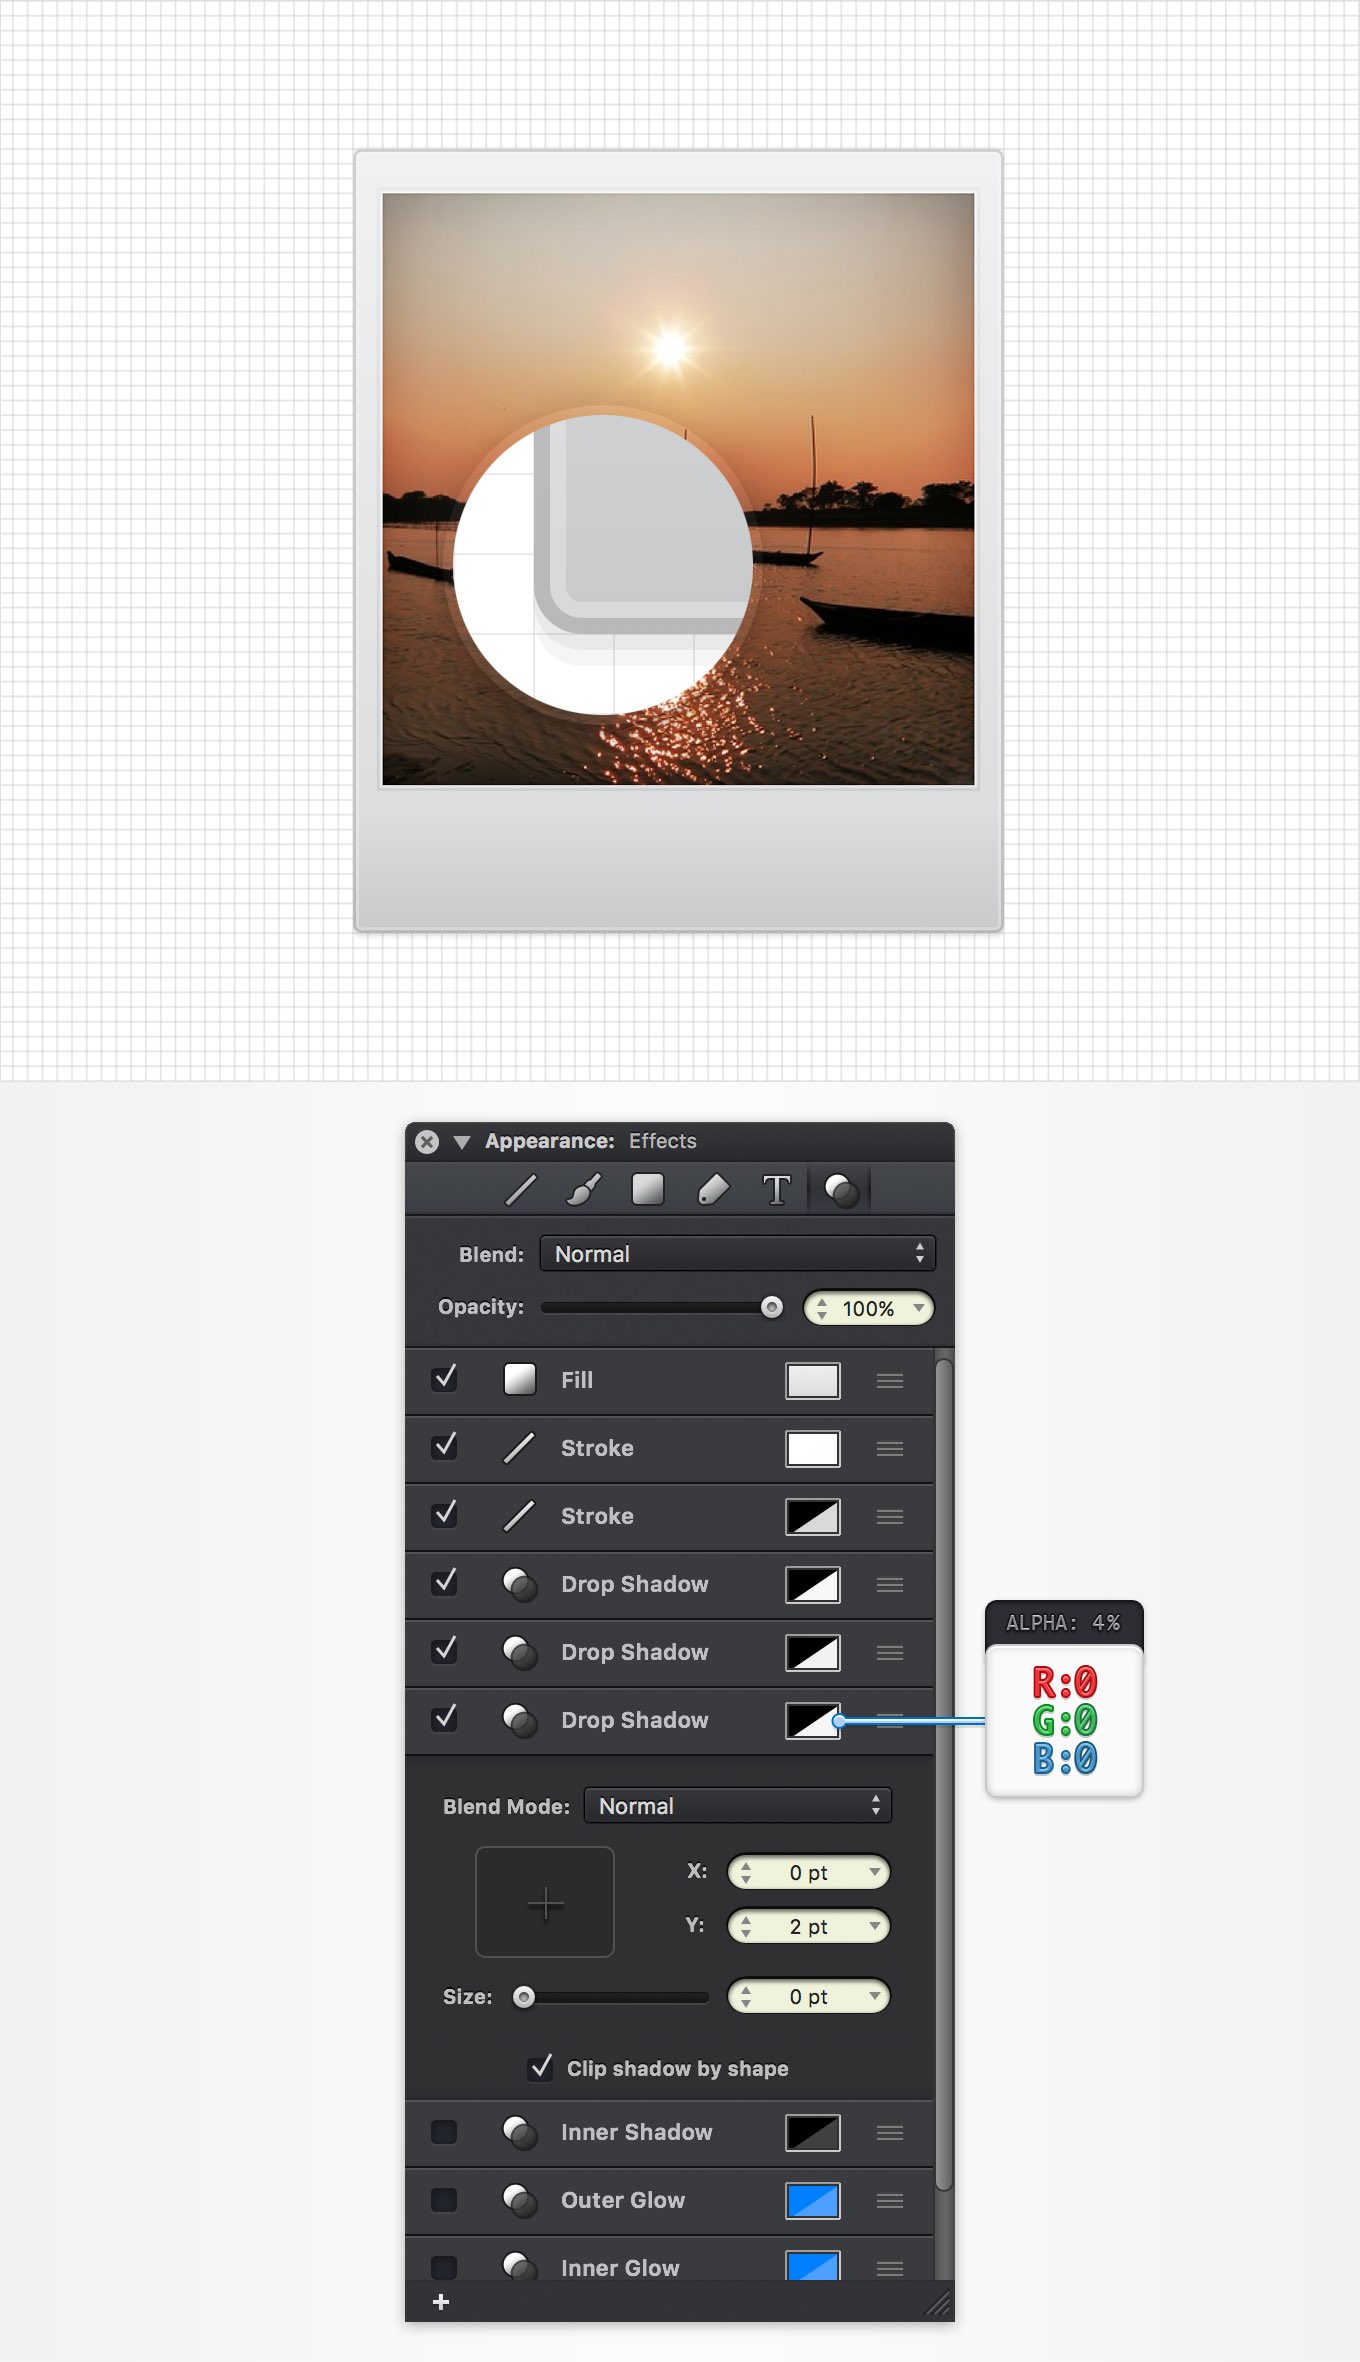 Appearance: Effects
T
Blend: Normal
Opacity: 100%
Fill
Stroke
Stroke
Drop Shadow
Drop Shadow
Drop Shadow
ALPHA: 4%
R:0
G:0
B:0
Blend Mode: Normal
X: 0 pt
Y: 2 pt
Size: 0 pt
Clip shadow by shape
Inner Shadow
Outer Glow
Inner Glow